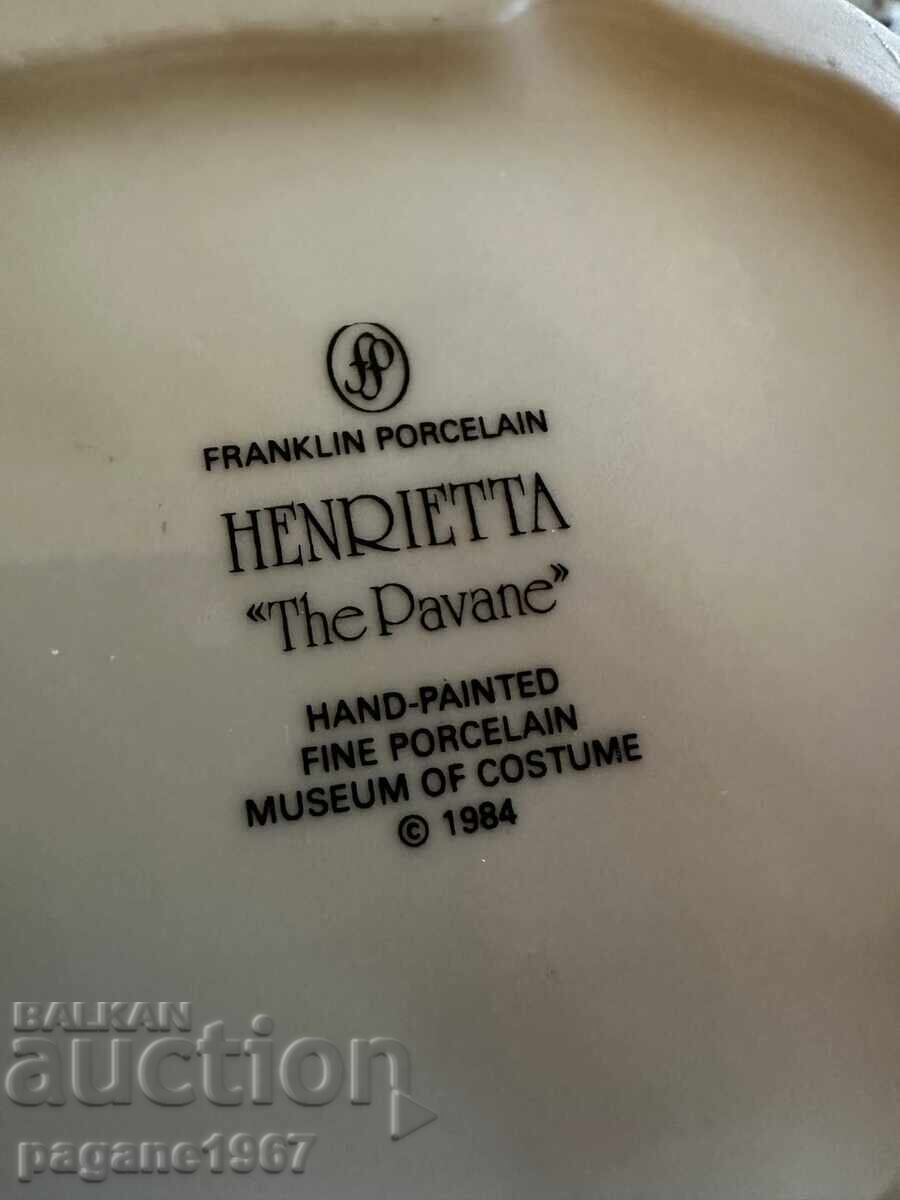 fp
FRANKLIN PORCELAIN
HENRIETTA
“The Pavane”
HAND-PAINTED
FINE PORCELAIN
MUSEUM OF COSTUME
© 1984
BALKAN
auction
pagane1967